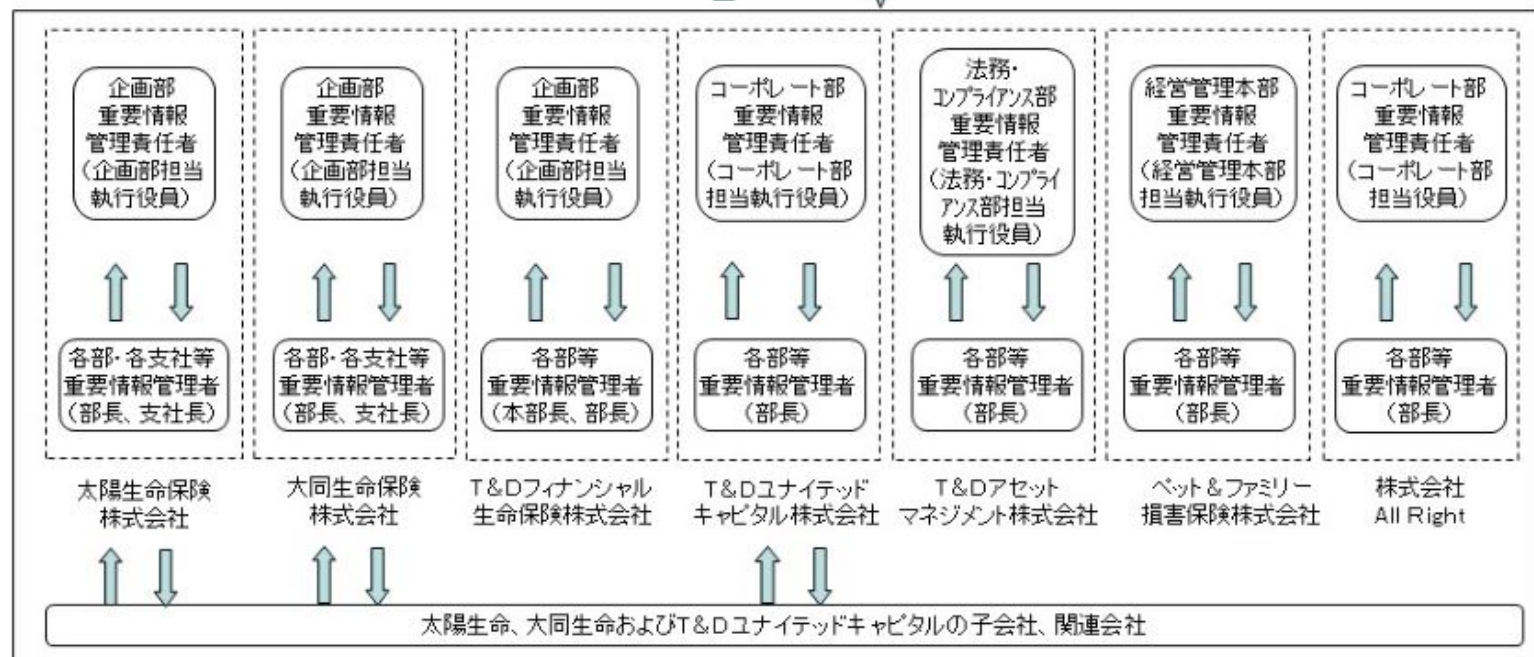 企画部
重要情報
管理責任者
(企画部担当
執行役員)
企画部
重要情報
管理責任者
(企画部担当
執行役員)
企画部
重要情報
管理責任者
(企画部担当
執行役員)
コーポレート部
重要情報
管理責任者
(コーポレート部
担当執行役員)
法務・
コンプライアンス部
重要情報
管理責任者
(法務・コンプライ
アンス部担当
執行役員)
経営管理本部
重要情報
管理責任者
(経営管理本部
担当執行役員)
コーポレート部
重要情報
管理責任者
(コーポレート部
担当役員)
各部・各支社等
重要情報管理者
(部長、支社長)
各部・各支社等
重要情報管理者
(部長、支社長)
各部等
重要情報管理者
(本部長、部長)
各部等
重要情報管理者
(部長)
各部等
重要情報管理者
(部長)
各部等
重要情報管理者
(部長)
各部等
重要情報管理者
(部長)
太陽生命保険
株式会社
大同生命保険
株式会社
T&Dフィナンシャル
生命保険株式会社
T&Dユナイテッド
キャピタル株式会社
T&Dアセット
マネジメント株式会社
ペット&ファミリー
損害保険株式会社
株式会社
All Right
太陽生命、大同生命およびT&Dユナイテッドキャピタルの子会社、関連会社